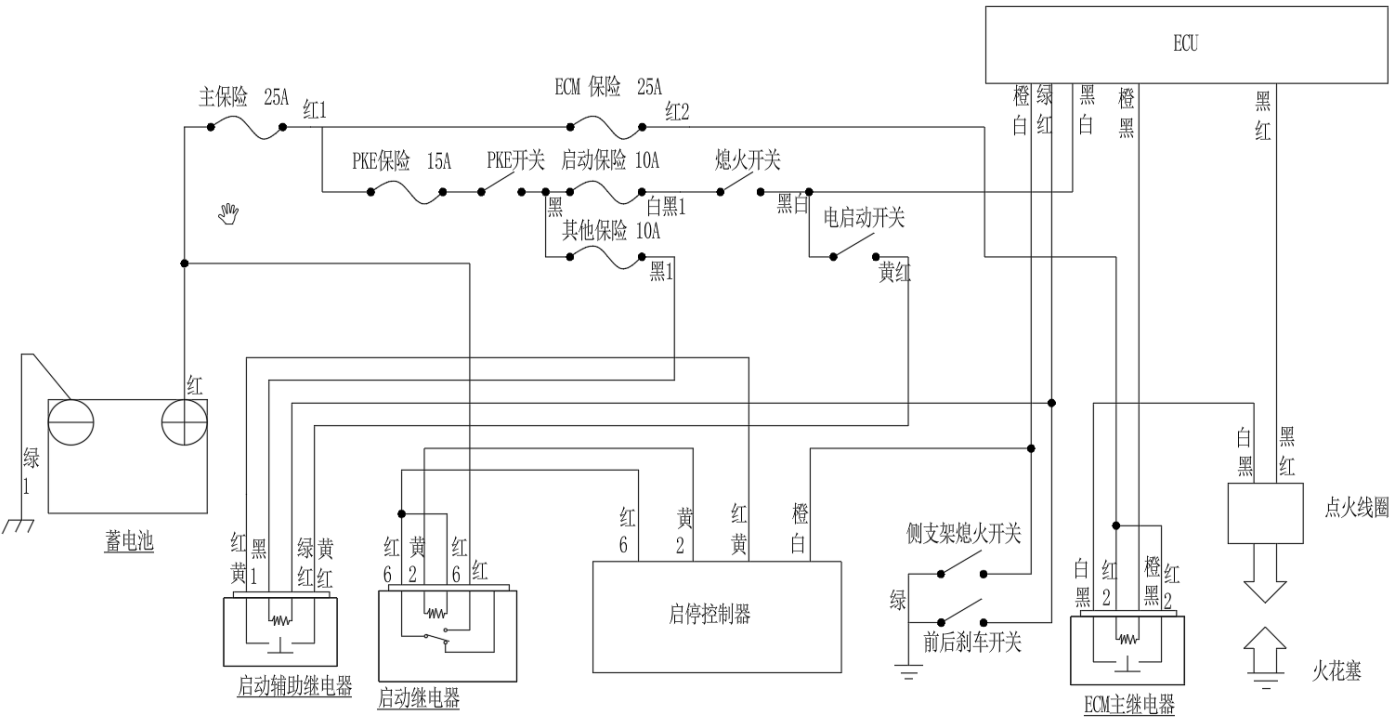 ECU
主保险 25A
红1
ECM 保险 25A
红2
橙白
绿红
黑白
橙黑
黑红
PKE保险 15A
PKE开关
启动保险 10A
熄火开关
黑
白黑1
黑白
其他保险 10A
黑1
电启动开关
黄红
红
绿1
蓄电池
白黑
黑红
点火线圈
红黄
黑1
绿红
黄红
启动辅助继电器
红6
黄2
红6
红
启动继电器
红6
黄2
红黄
橙白
启停控制器
侧支架熄火开关
绿
前后刹车开关
白黑
红2
橙黑
红2
ECM主继电器
火花塞